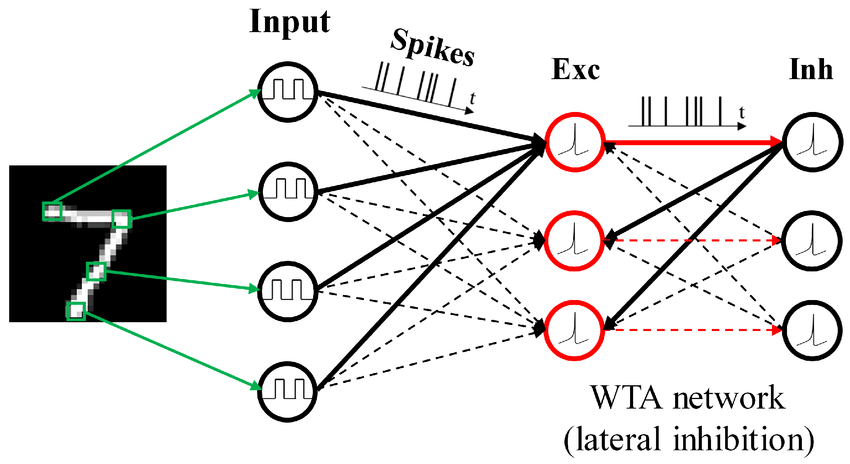 Input
Spikes
t
Exc
t
Inh
WTA network
(lateral inhibition)